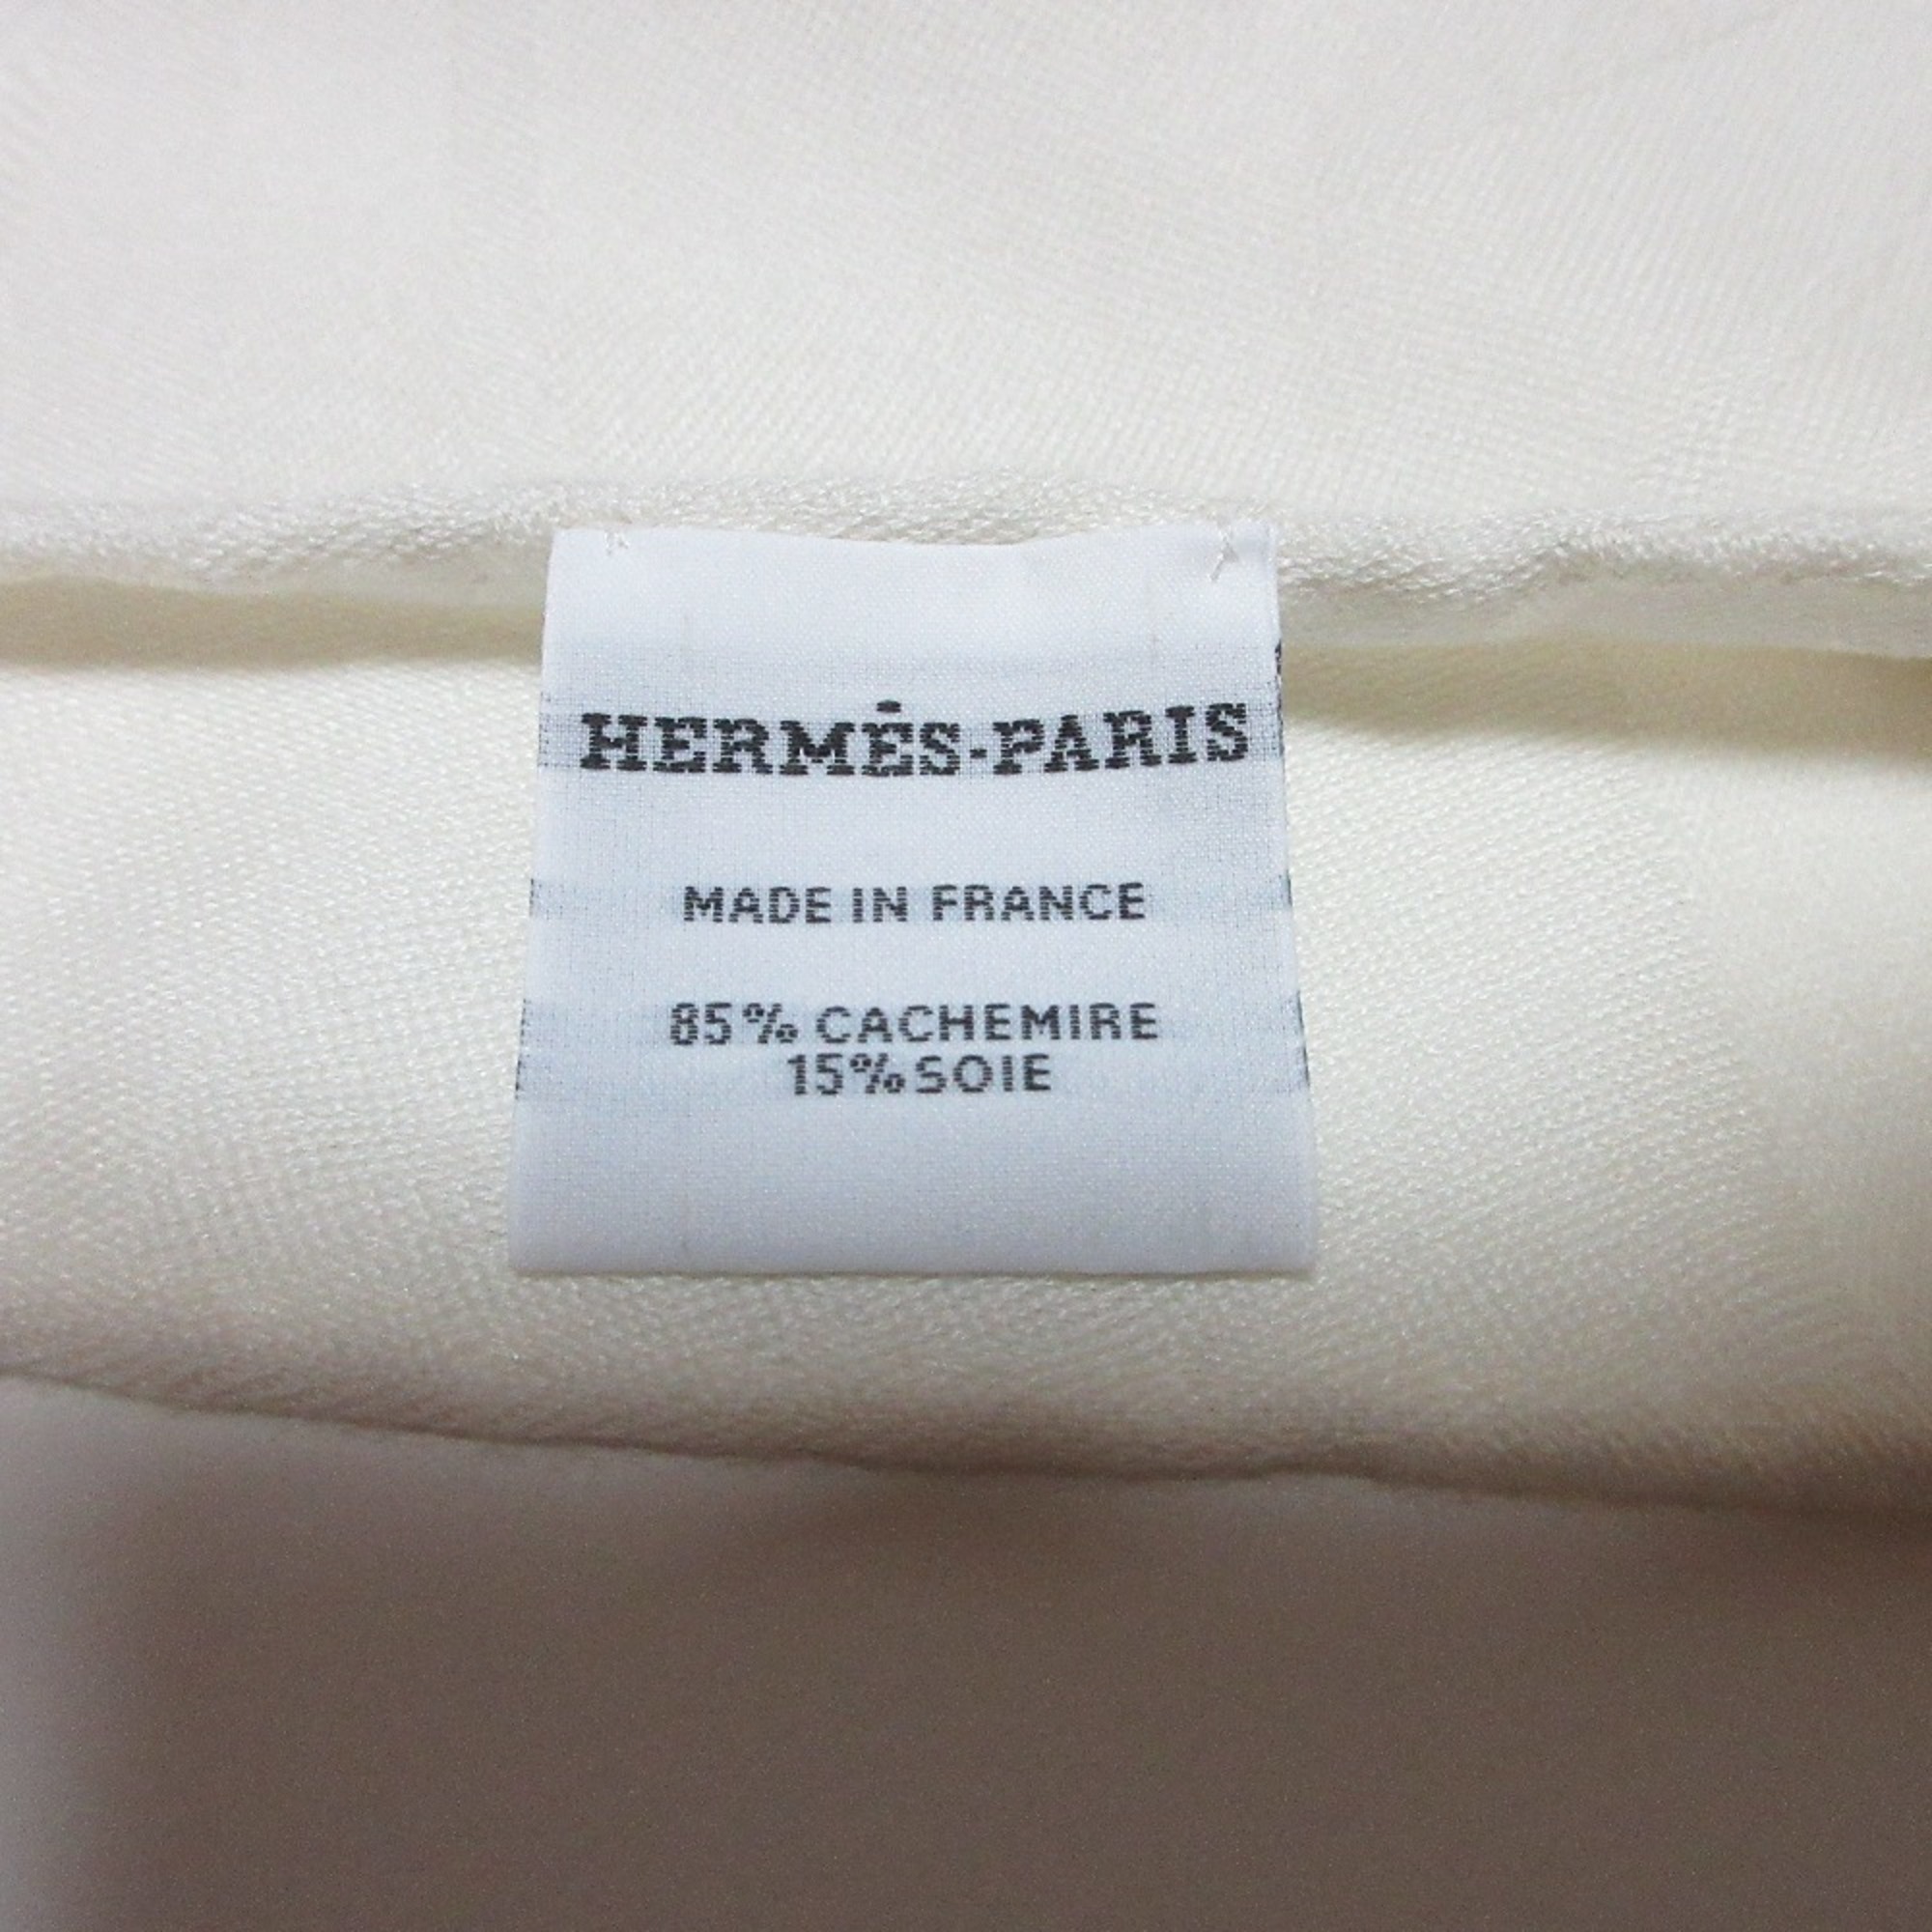 HERMÈS-PARIS
MADE IN FRANCE
85% CACHEMIRE
15% SOIE